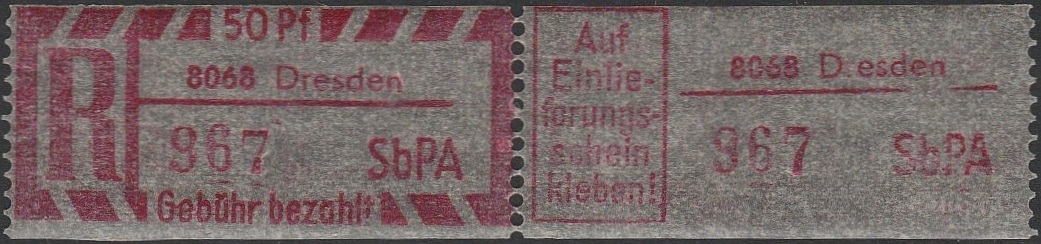 50 Pf
R
8068 Dresden
967
SbPA
Gebühr bezahlt
Auf
Einlie-
ferungs-
schein
kleben!
8068 Dresden
967
SbPA